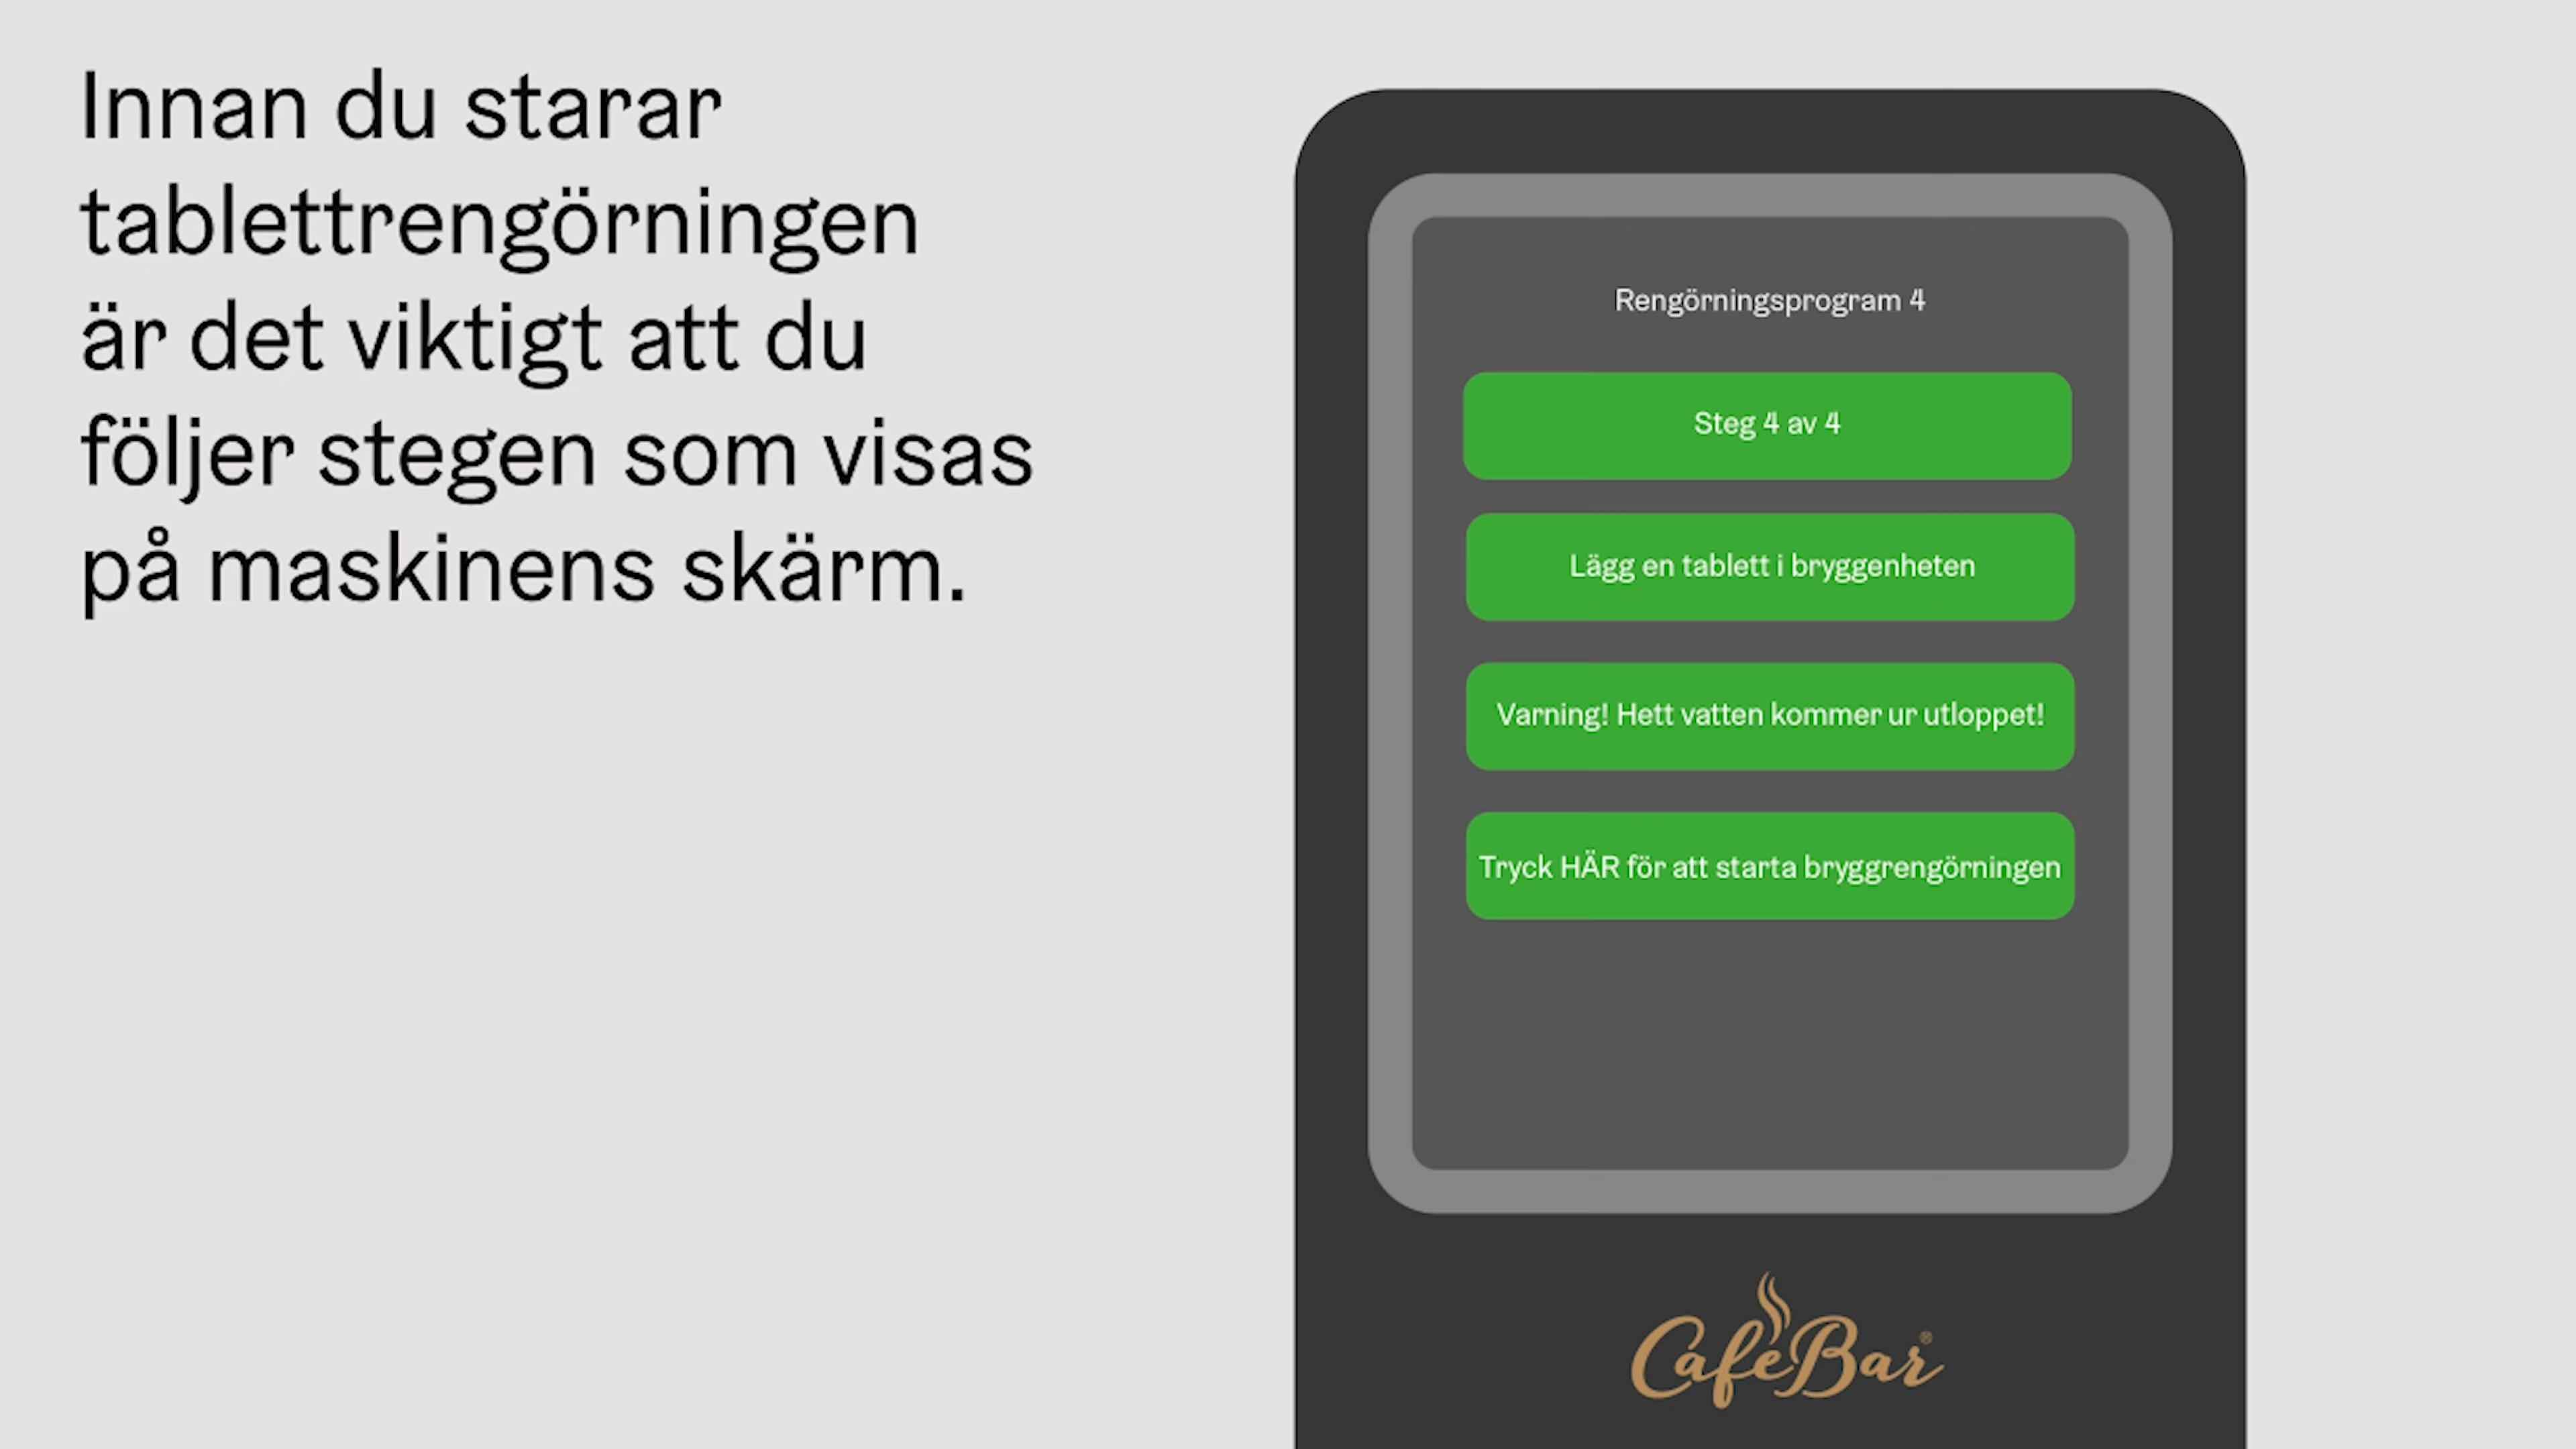 Innan du starar
tablettrengörningen
är det viktigt att du
följer stegen som visas
på maskinens skärm.
Rengörningsprogram 4
Steg 4 av 4
Lägg en tablett i bryggenheten
Varning! Hett vatten kommer ur utloppet!
Tryck HÄR för att starta bryggrengörningen
CafeBar®